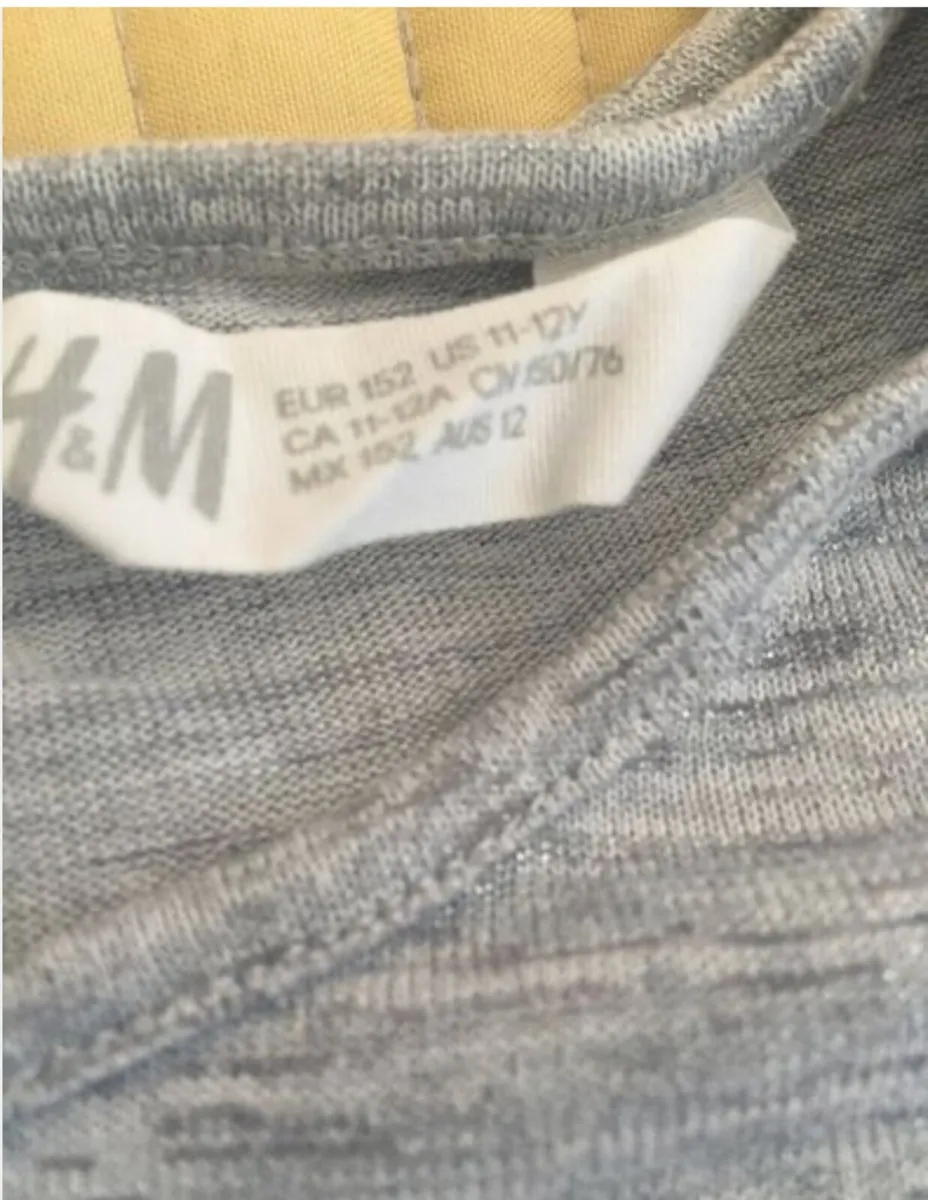 H&M
EUR 152 US 11-12Y
CA 11-12A CN 150/76
MX 152 AUS 12